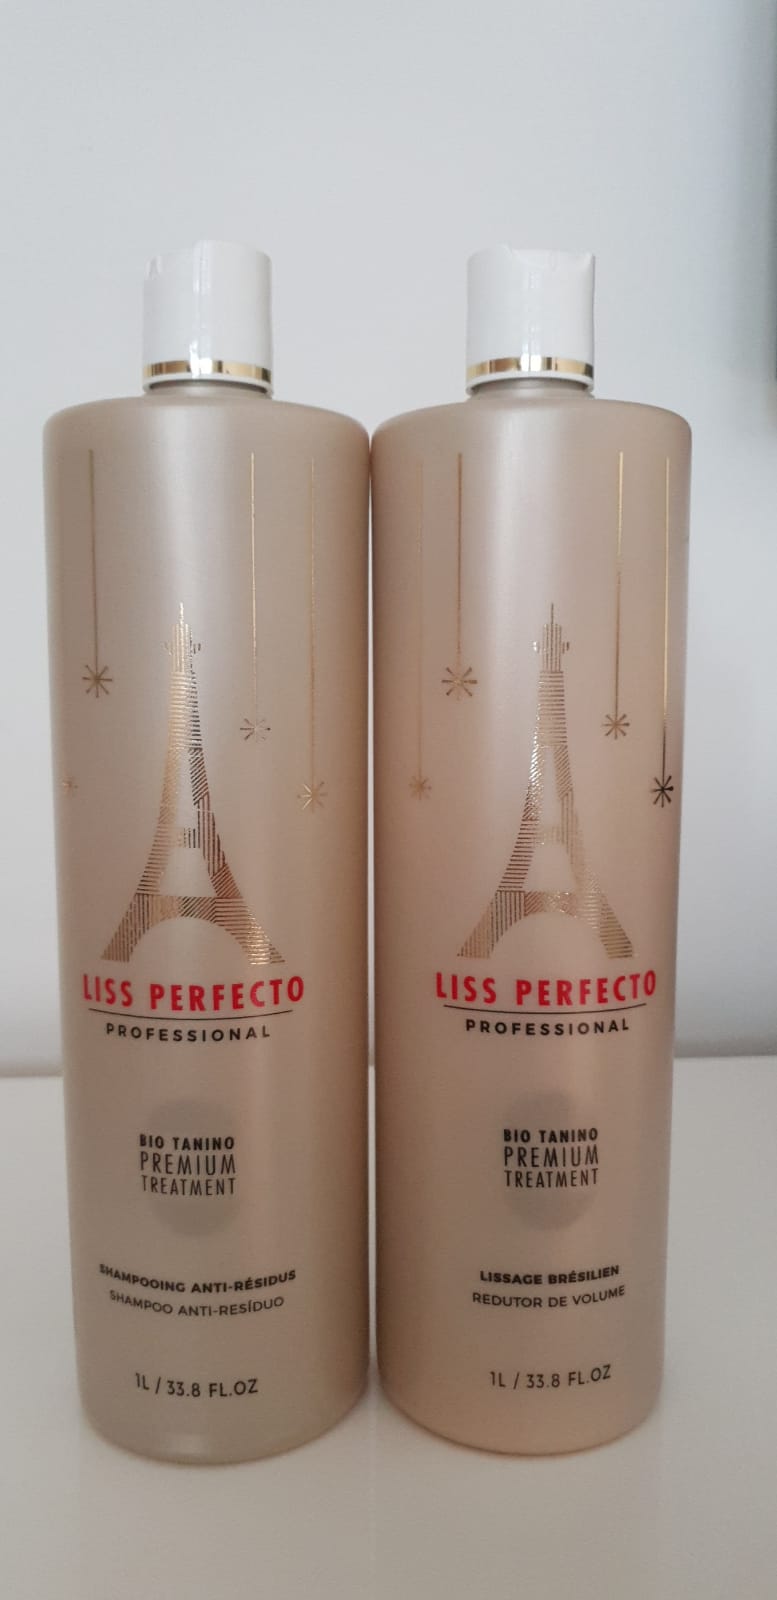 LISS PERFECTO
PROFESSIONAL
BIO TANINO
PREMIUM
TREATMENT
SHAMPOOING ANTI-RÉSIDUS
SHAMPOO ANTI-RESÍDUO
1L / 33.8 FL.OZ
LISS PERFECTO
PROFESSIONAL
BIO TANINO
PREMIUM
TREATMENT
LISSAGE BRÉSILIEN
REDUTOR DE VOLUME
1L / 33.8 FL.OZ